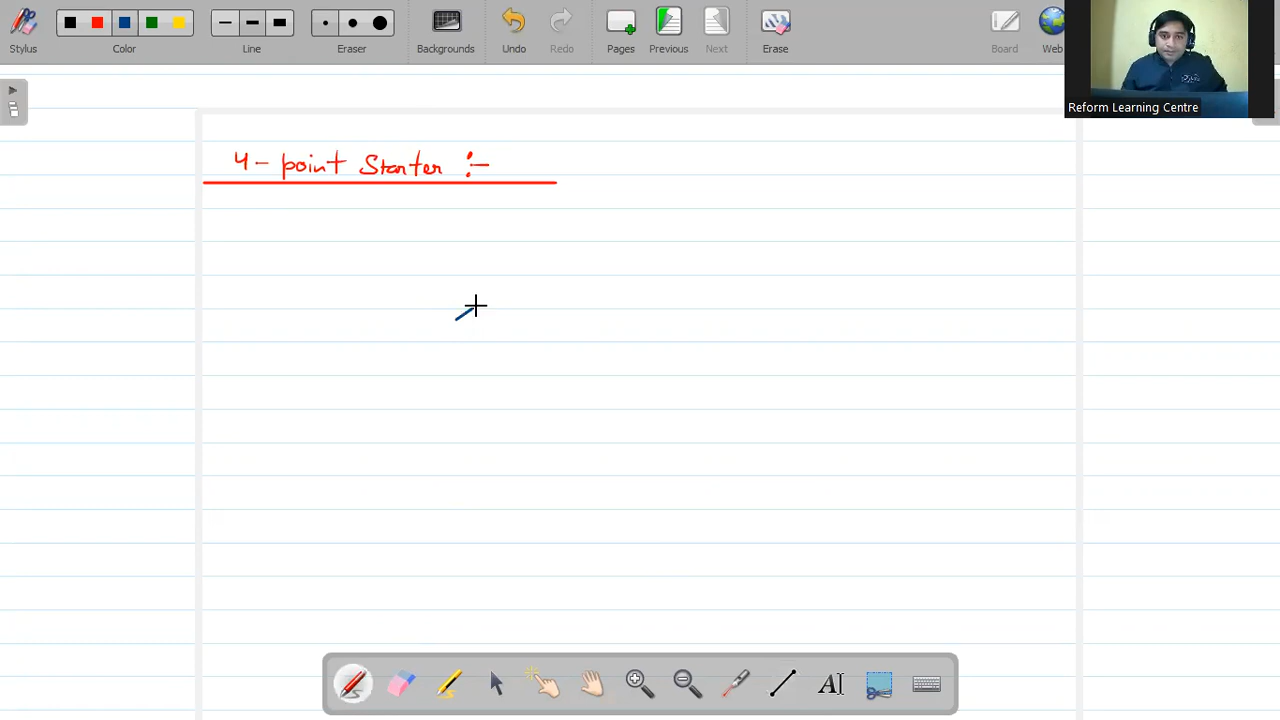 Stylus
Color
Line
Eraser
Backgrounds
Undo
Redo
Pages
Previous
Next
Erase
Board
Web
Reform Learning Centre
4- point Starter :-
AI